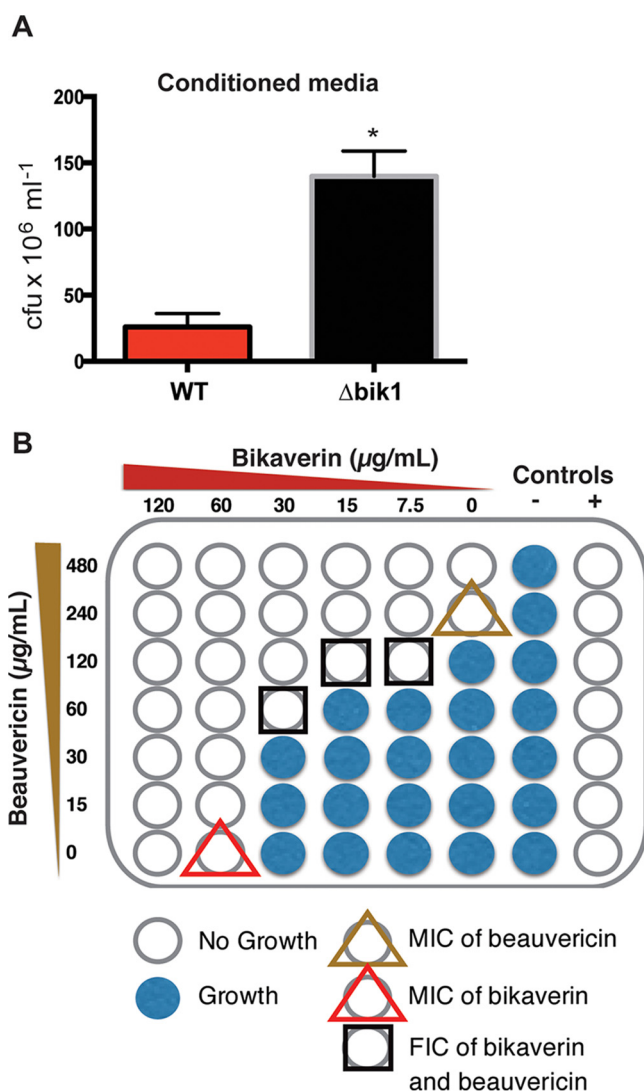 A
Conditioned media
200
150
100
50
0
cfu x 10⁶ ml⁻¹
*
WT
Δbik1
B
Bikaverin (µg/mL)
Controls
120 60 30 15 7.5 0 - +
Beauvericin (µg/mL)
480
240
120
60
30
15
0
No Growth
Growth
MIC of beauvericin
MIC of bikaverin
FIC of bikaverin
and beauvericin